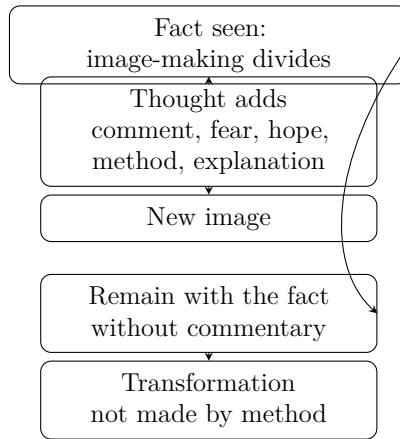 Fact seen:
image-making divides
Thought adds
comment, fear, hope,
method, explanation
New image
Remain with the fact
without commentary
Transformation
not made by method